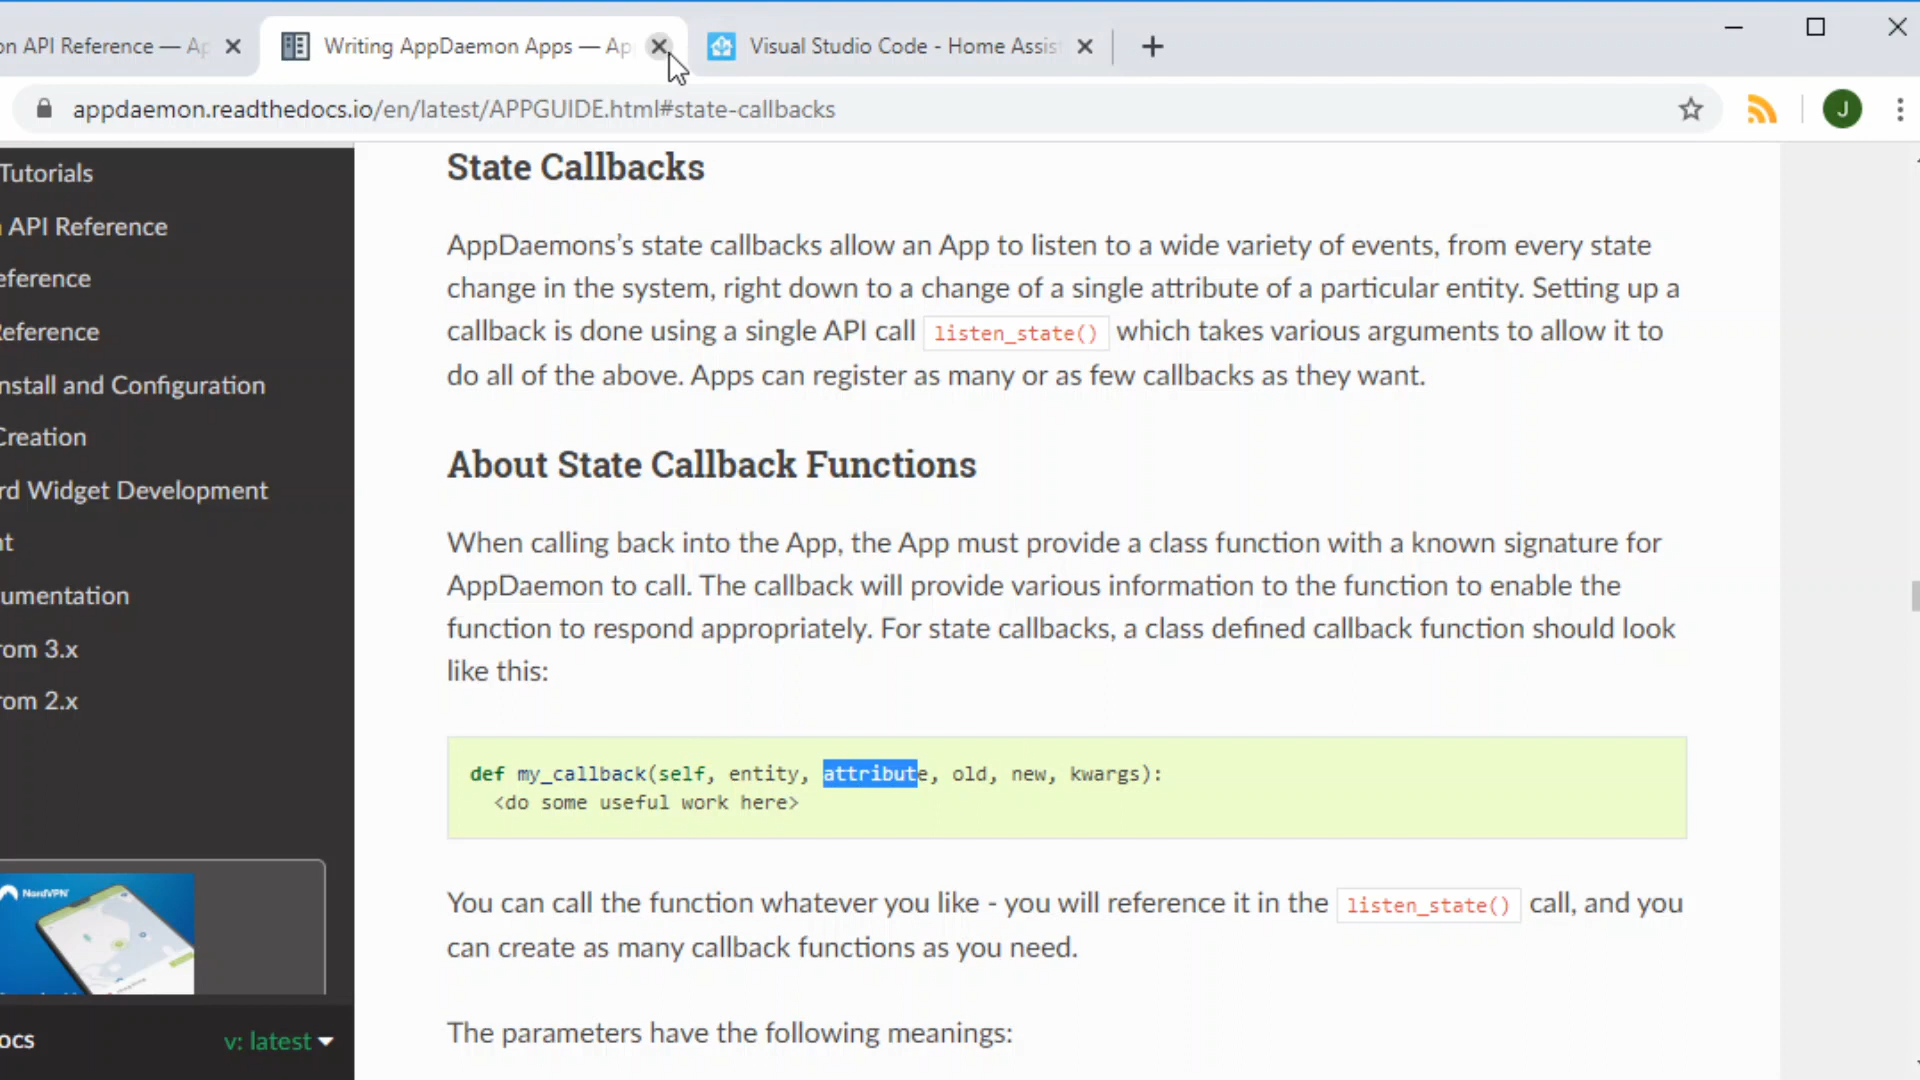 on API Reference — Ap
Writing AppDaemon Apps — Ap
Visual Studio Code - Home Assis
appdaemon.readthedocs.io/en/latest/APPGUIDE.html#state-callbacks
J
Tutorials
API Reference
eference
Reference
nstall and Configuration
Creation
rd Widget Development
nt
umentation
rom 3.x
rom 2.x
NordVPN
ocs
v: latest
State Callbacks
AppDaemons’s state callbacks allow an App to listen to a wide variety of events, from every state
change in the system, right down to a change of a single attribute of a particular entity. Setting up a
callback is done using a single API call listen_state() which takes various arguments to allow it to
do all of the above. Apps can register as many or as few callbacks as they want.
About State Callback Functions
When calling back into the App, the App must provide a class function with a known signature for
AppDaemon to call. The callback will provide various information to the function to enable the
function to respond appropriately. For state callbacks, a class defined callback function should look
like this:
def my_callback(self, entity, attribute, old, new, kwargs):
<do some useful work here>
You can call the function whatever you like - you will reference it in the listen_state() call, and you
can create as many callback functions as you need.
The parameters have the following meanings: